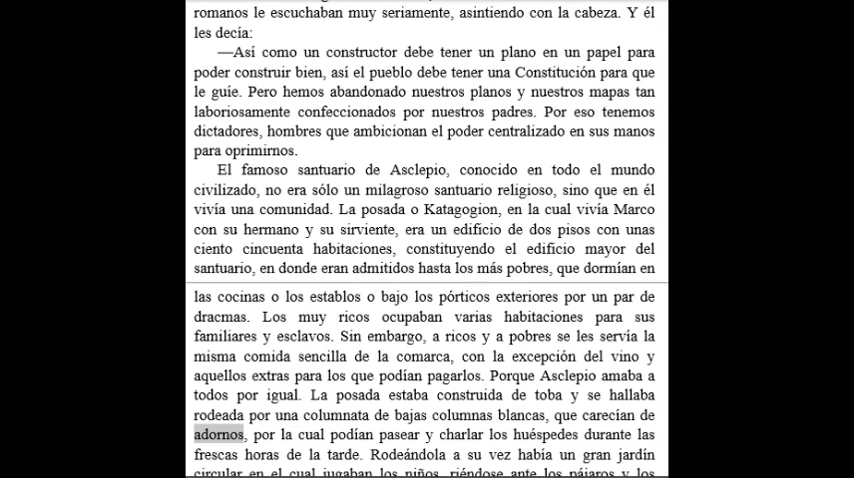 romanos le escuchaban muy seriamente, asintiendo con la cabeza. Y él
les decía:
—Así como un constructor debe tener un plano en un papel para
poder construir bien, así el pueblo debe tener una Constitución para que
le guíe. Pero hemos abandonado nuestros planos y nuestros mapas tan
laboriosamente confeccionados por nuestros padres. Por eso tenemos
dictadores, hombres que ambicionan el poder centralizado en sus manos
para oprimirnos.
El famoso santuario de Asclepio, conocido en todo el mundo
civilizado, no era sólo un milagroso santuario religioso, sino que en él
vivía una comunidad. La posada o Katagogion, en la cual vivía Marco
con su hermano y su sirviente, era un edificio de dos pisos con unas
ciento cincuenta habitaciones, constituyendo el edificio mayor del
santuario, en donde eran admitidos hasta los más pobres, que dormían en
las cocinas o los establos o bajo los pórticos exteriores por un par de
dracmas. Los muy ricos ocupaban varias habitaciones para sus
familiares y esclavos. Sin embargo, a ricos y a pobres se les servía la
misma comida sencilla de la comarca, con la excepción del vino y
aquellos extras para los que podían pagarlos. Porque Asclepio amaba a
todos por igual. La posada estaba construida de toba y se hallaba
rodeada por una columnata de bajas columnas blancas, que carecían de
adornos, por la cual podían pasear y charlar los huéspedes durante las
frescas horas de la tarde. Rodeándola a su vez había un gran jardín
circular en el cual jugaban los niños, riéndose ante los pájaros y los